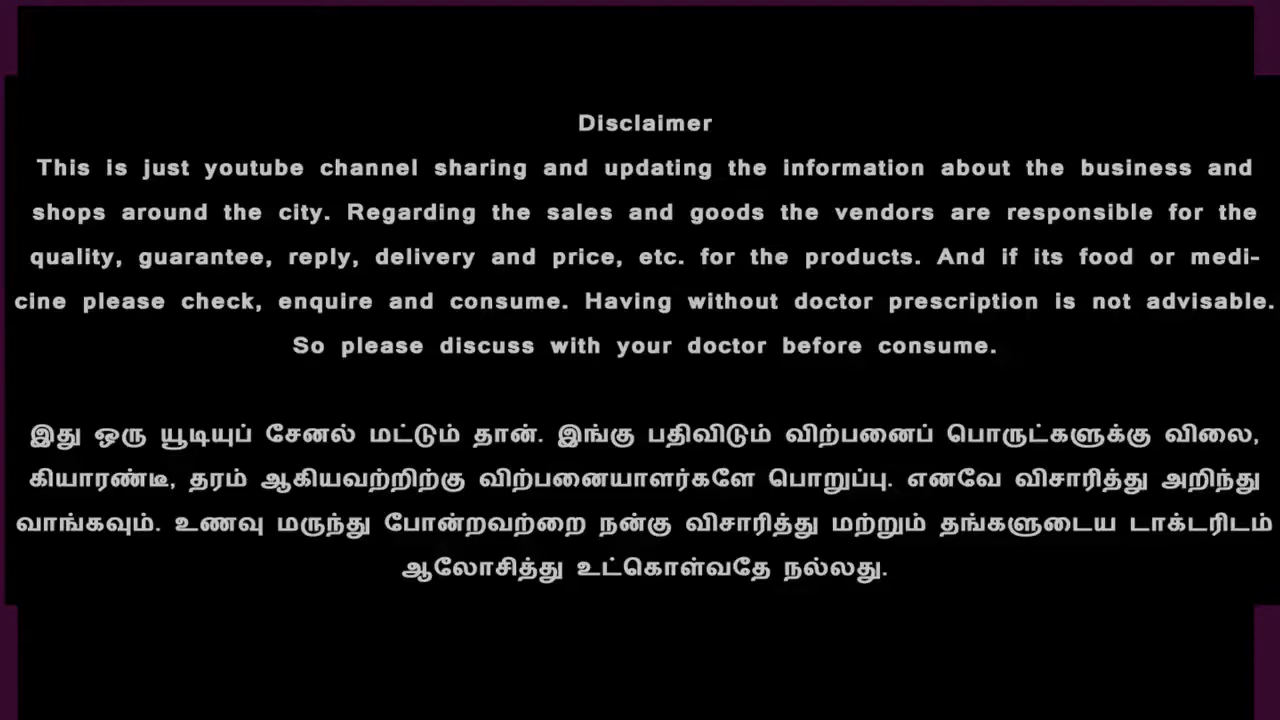 Disclaimer
This is just youtube channel sharing and updating the information about the business and
shops around the city. Regarding the sales and goods the vendors are responsible for the
quality, guarantee, reply, delivery and price, etc. for the products. And if its food or medi-
cine please check, enquire and consume. Having without doctor prescription is not advisable.
So please discuss with your doctor before consume.
இது ஒரு யூடியுப் சேனல் மட்டும் தான். இங்கு பதிவிடும் விற்பனைப் பொருட்களுக்கு விலை,
கியாரண்டீ, தரம் ஆகியவற்றிற்கு விற்பனையாளர்களே பொறுப்பு. எனவே விசாரித்து அறிந்து
வாங்கவும். உணவு மருந்து போன்றவற்றை நன்கு விசாரித்து மற்றும் தங்களுடைய டாக்டரிடம்
ஆலோசித்து உட்கொள்வதே நல்லது.